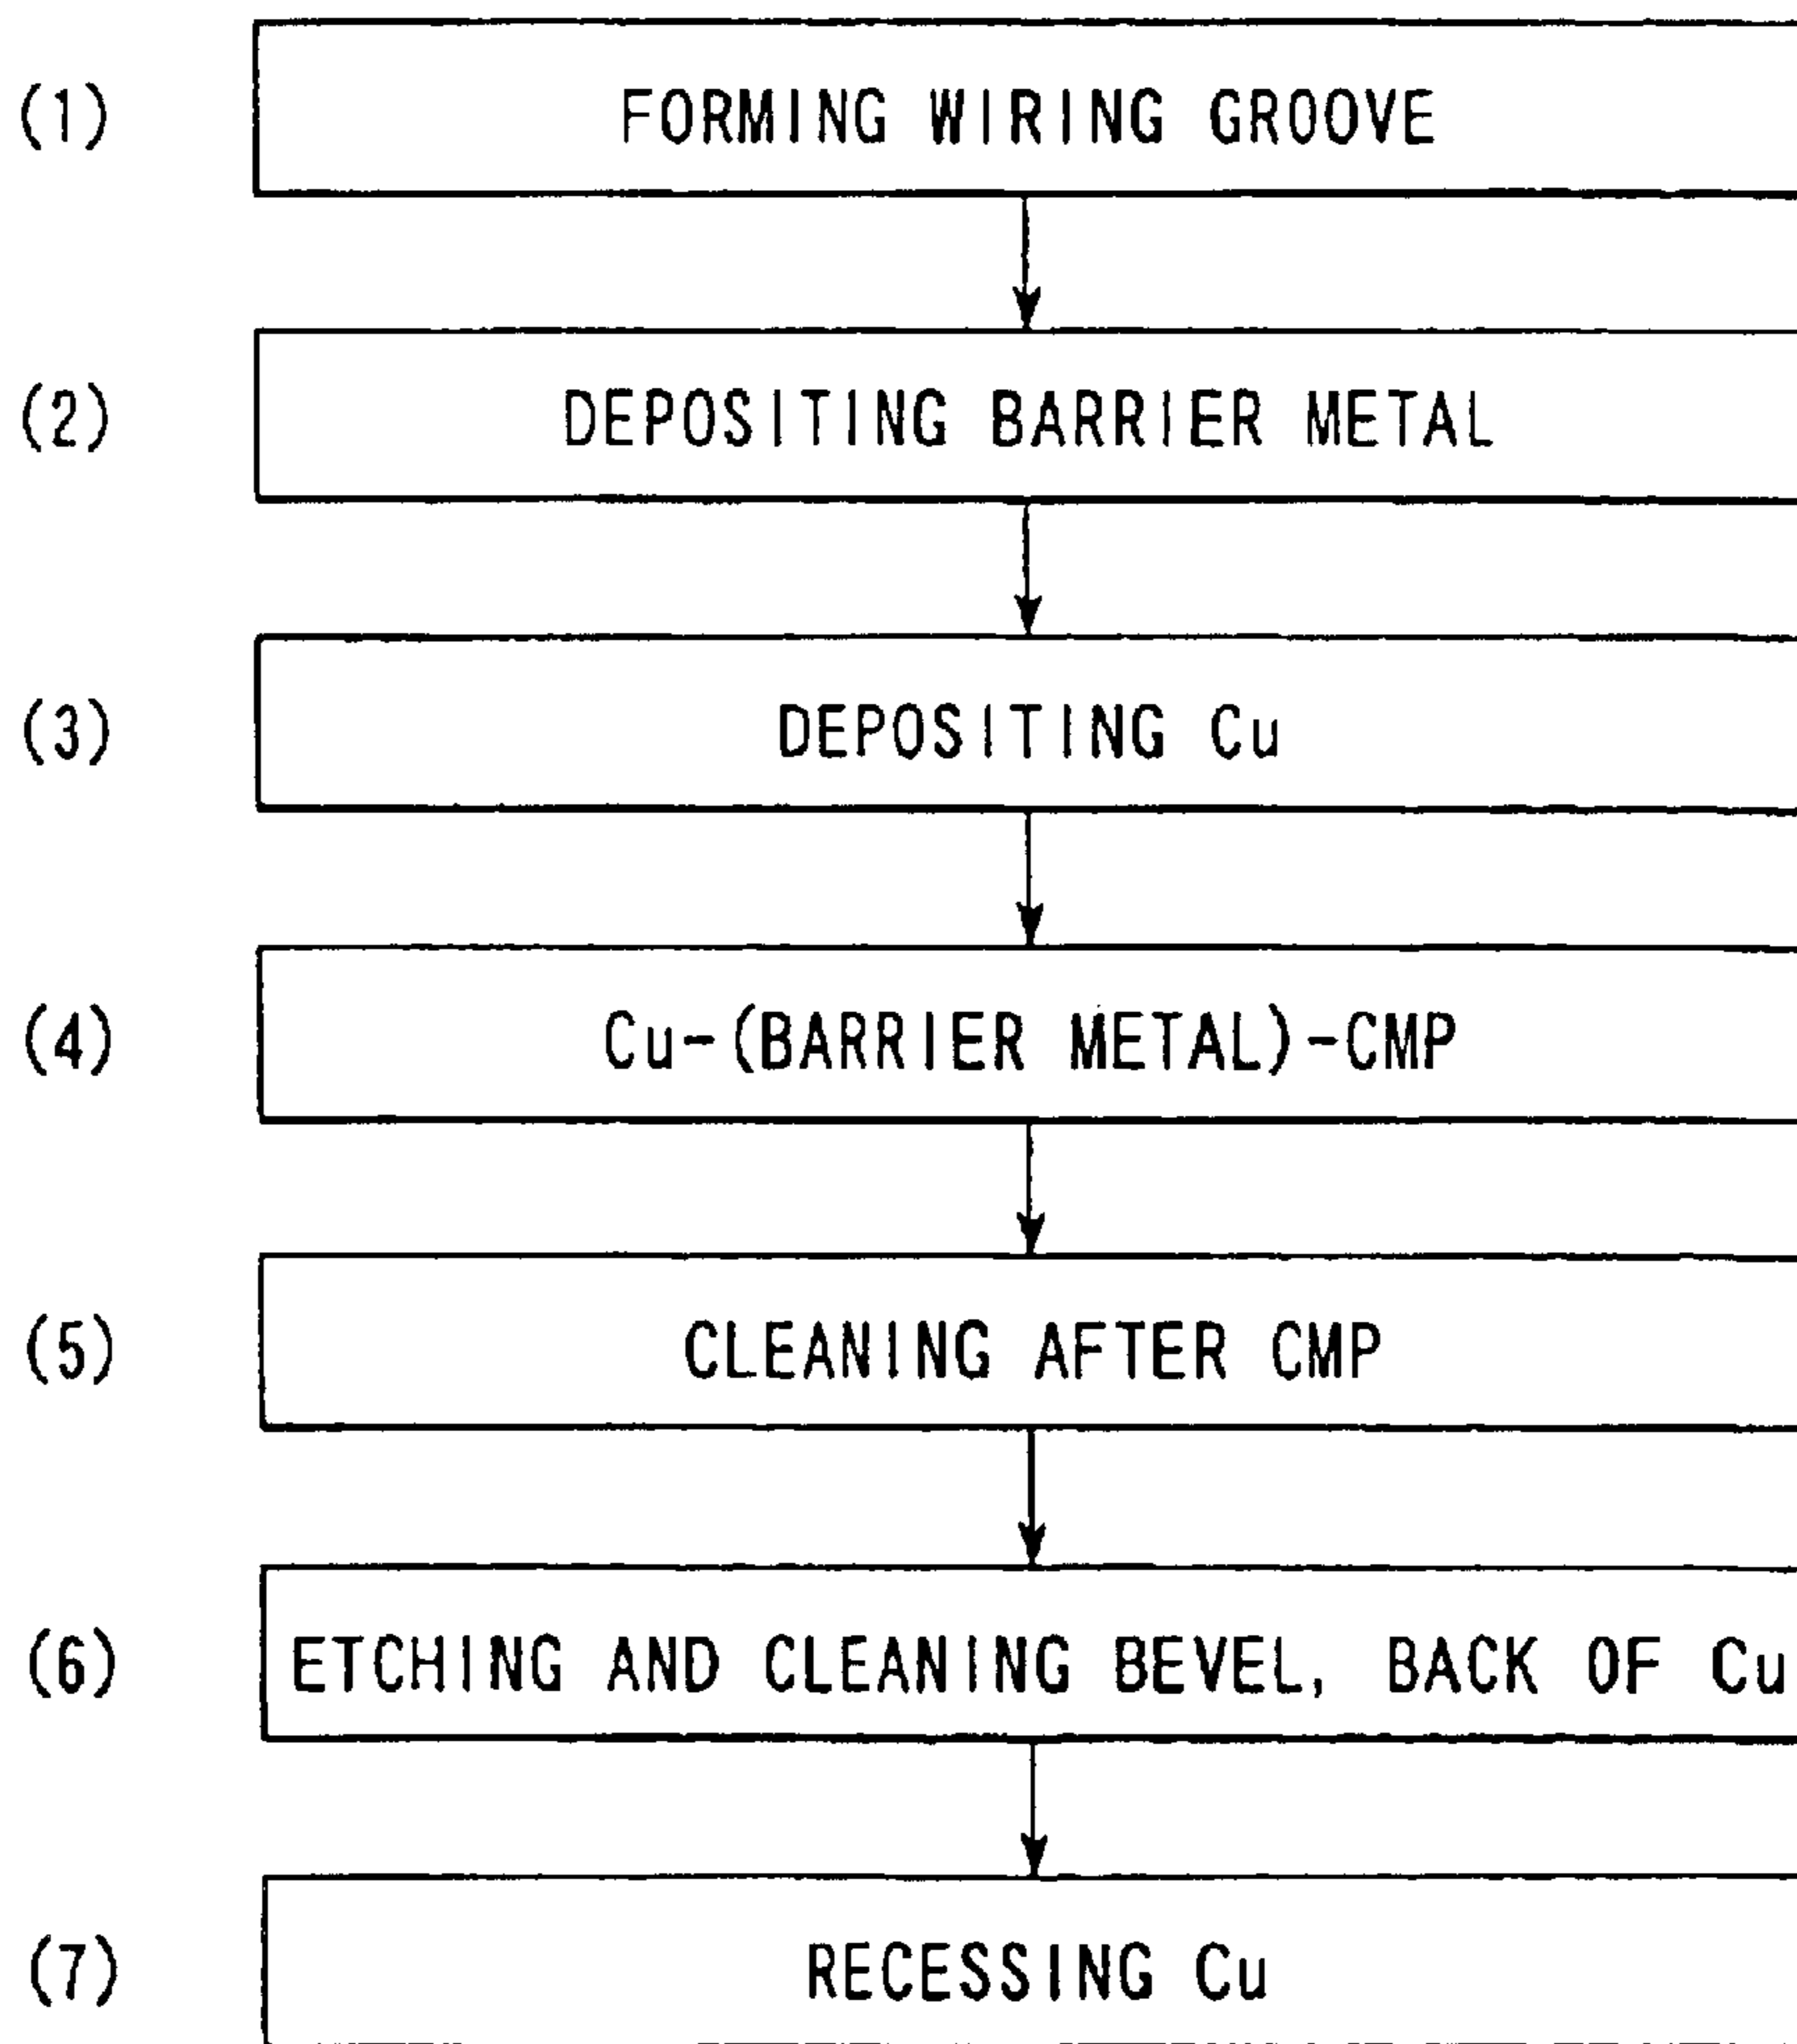 (1) FORMING WIRING GROOVE
(2) DEPOSITING BARRIER METAL
(3) DEPOSITING Cu
(4) Cu-(BARRIER METAL)-CMP
(5) CLEANING AFTER CMP
(6) ETCHING AND CLEANING BEVEL, BACK OF Cu
(7) RECESSING Cu